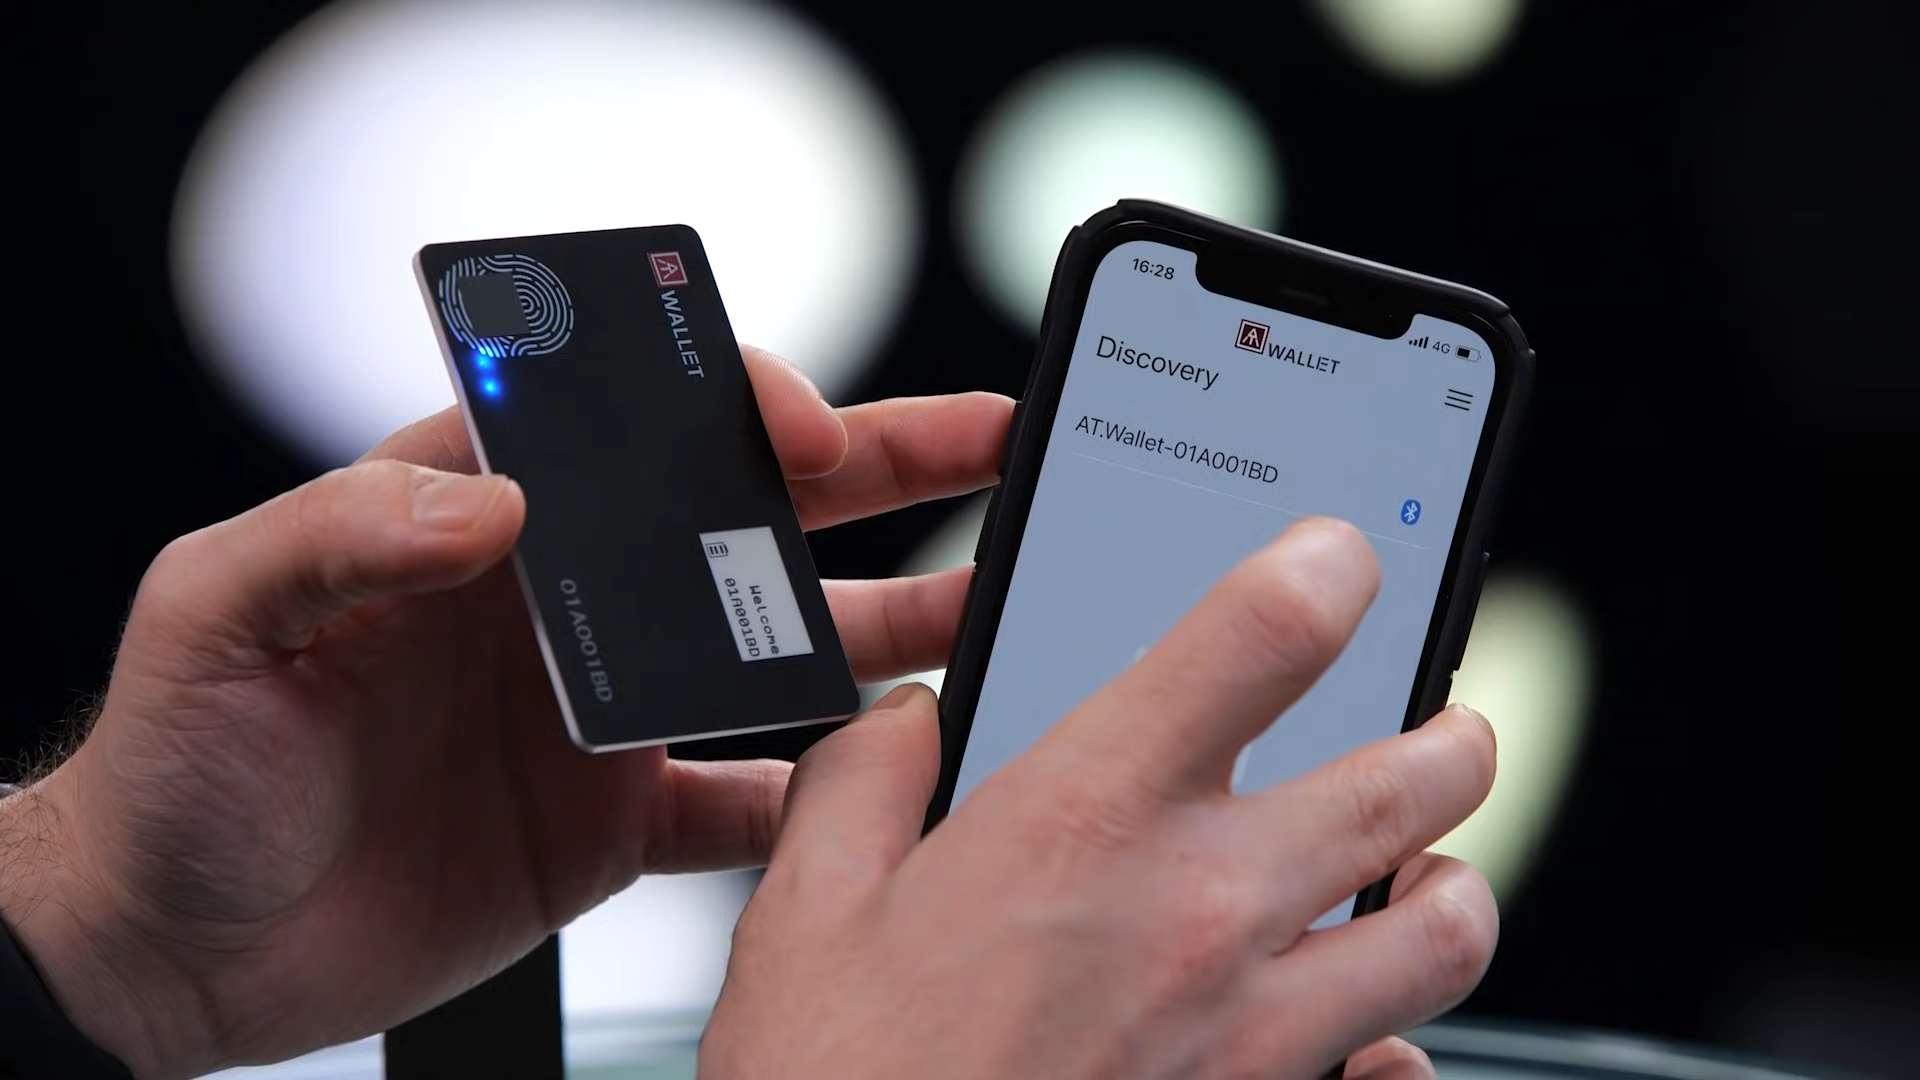 AT WALLET
Welcome
01A001BD
01A001BD
16:28
4G
AT WALLET
Discovery
AT.Wallet-01A001BD